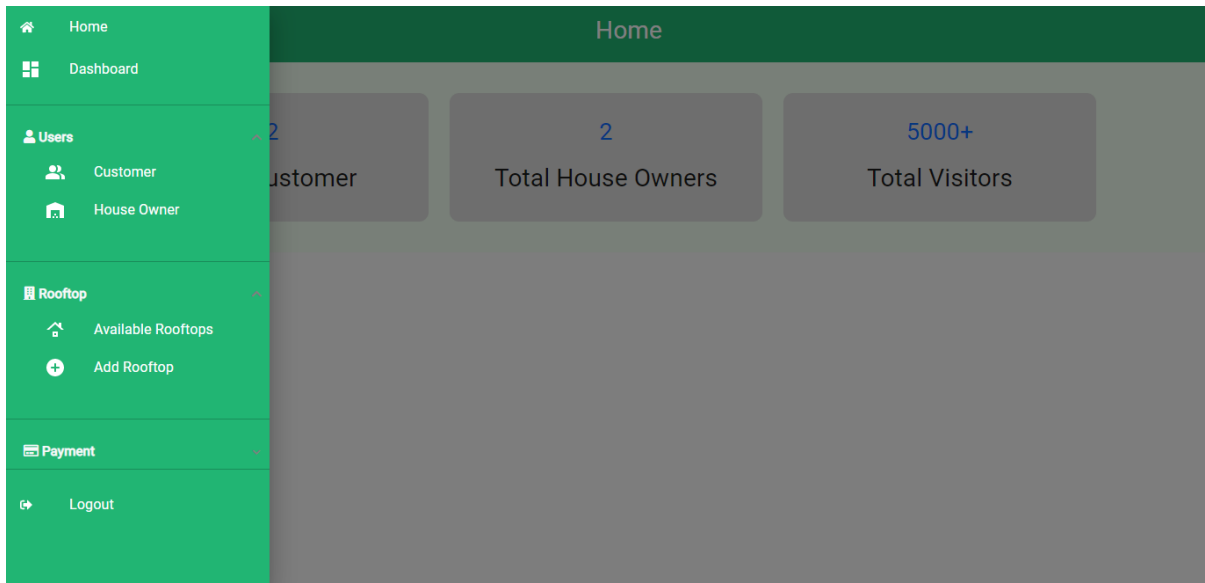 Home
Dashboard
Users
Customer
House Owner
Rooftop
Available Rooftops
Add Rooftop
Payment
Logout
Home
2
ustomer
2
Total House Owners
5000+
Total Visitors